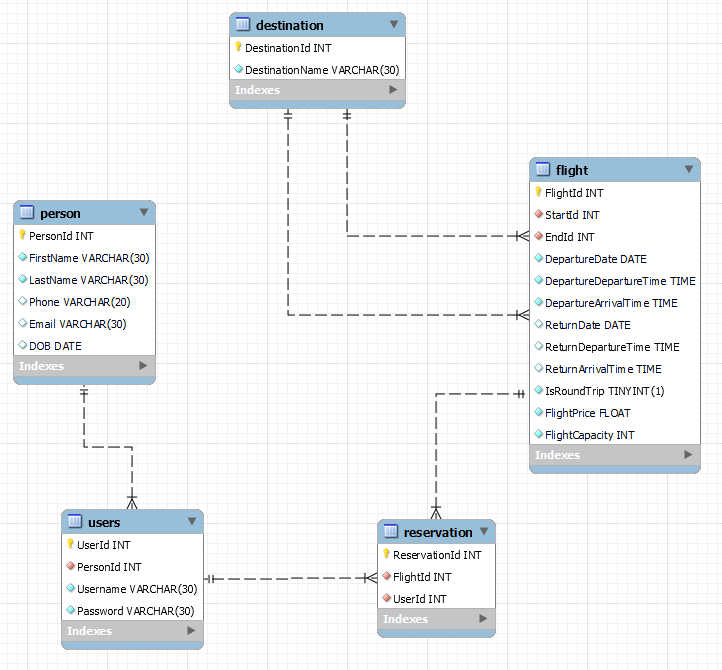 destination
DestinationId INT
DestinationName VARCHAR(30)
Indexes
flight
FlightId INT
StartId INT
EndId INT
DepartureDate DATE
DepartureDepartureTime TIME
DepartureArrivalTime TIME
ReturnDate DATE
ReturnDepartureTime TIME
ReturnArrivalTime TIME
IsRoundTrip TINYINT(1)
FlightPrice FLOAT
FlightCapacity INT
Indexes
person
PersonId INT
FirstName VARCHAR(30)
LastName VARCHAR(30)
Phone VARCHAR(20)
Email VARCHAR(30)
DOB DATE
Indexes
users
UserId INT
PersonId INT
Username VARCHAR(30)
Password VARCHAR(30)
Indexes
reservation
ReservationId INT
FlightId INT
UserId INT
Indexes